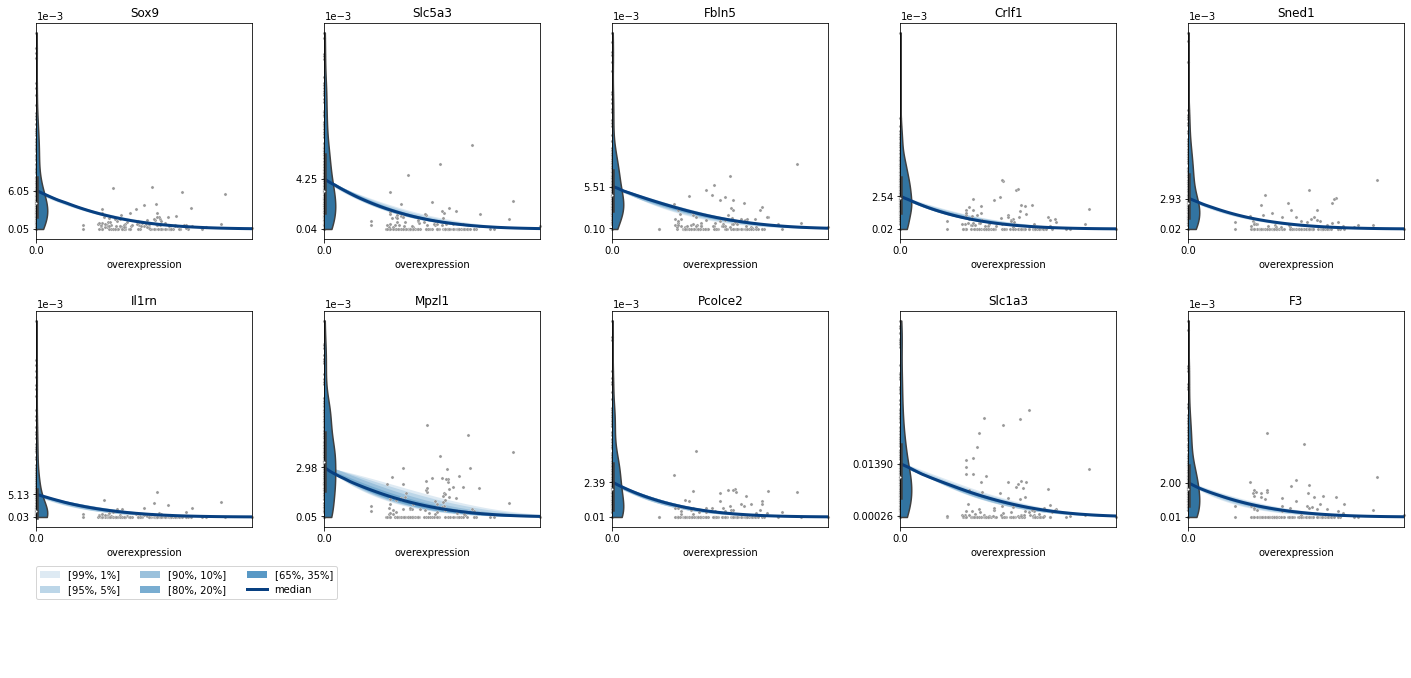 Sox9
1e−3
6.05
0.05
0.0
overexpression
Slc5a3
1e−3
4.25
0.04
0.0
overexpression
Fbln5
1e−3
5.51
0.10
0.0
overexpression
Crlf1
1e−3
2.54
0.02
0.0
overexpression
Sned1
1e−3
2.93
0.02
0.0
overexpression
Il1rn
1e−3
5.13
0.03
0.0
overexpression
Mpzl1
1e−3
2.98
0.05
0.0
overexpression
Pcolce2
1e−3
2.39
0.01
0.0
overexpression
Slc1a3
0.01390
0.00026
0.0
overexpression
F3
1e−3
2.00
0.01
0.0
overexpression
[99%, 1%] [90%, 10%] [65%, 35%]
[95%, 5%] [80%, 20%] median